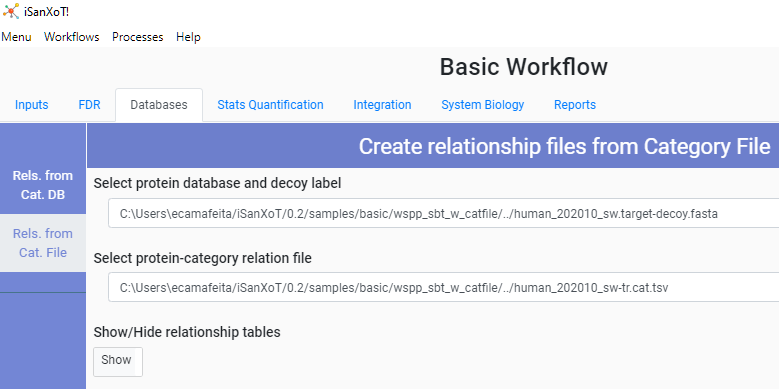 iSanXoT!
Menu Workflows Processes Help
Basic Workflow
Inputs FDR Databases Stats Quantification Integration System Biology Reports
Create relationship files from Category File
Rels. from
Cat. DB
Rels. from
Cat. File
Select protein database and decoy label
C:\Users\ecamafeita/iSanXoT/0.2/samples/basic/wspp_sbt_w_catfile/../human_202010_sw.target-decoy.fasta
Select protein-category relation file
C:\Users\ecamafeita/iSanXoT/0.2/samples/basic/wspp_sbt_w_catfile/../human_202010_sw-tr.cat.tsv
Show/Hide relationship tables
Show